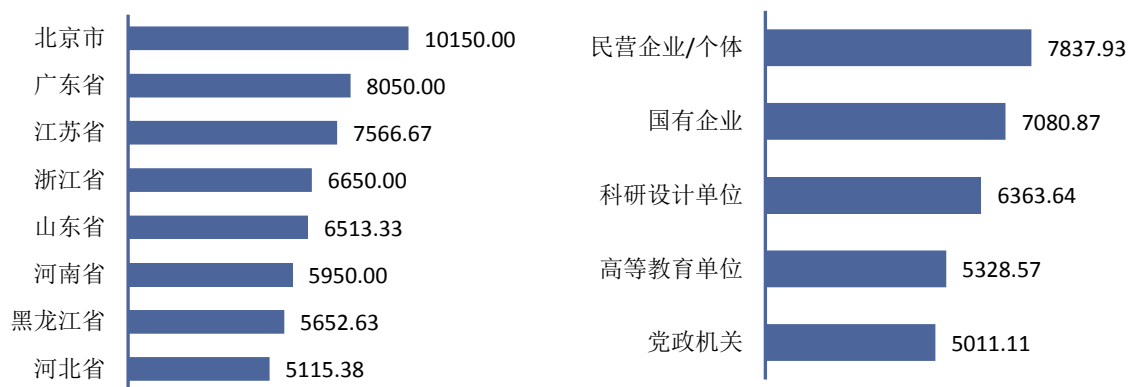 北京市 10150.00
广东省 8050.00
江苏省 7566.67
浙江省 6650.00
山东省 6513.33
河南省 5950.00
黑龙江省 5652.63
河北省 5115.38
民营企业/个体 7837.93
国有企业 7080.87
科研设计单位 6363.64
高等教育单位 5328.57
党政机关 5011.11